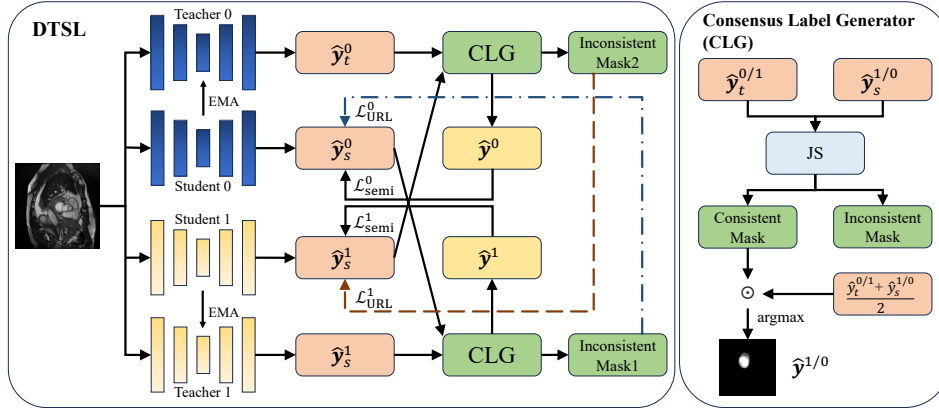 DTSL
Teacher 0
EMA
Student 0
Student 1
EMA
Teacher 1
ŷ_t^0
CLG
Inconsistent
Mask2
ℒ_URL^0
ŷ_s^0
ŷ^0
ℒ_semi^0
ℒ_semi^1
ŷ_s^1
ŷ^1
ℒ_URL^1
ŷ_s^1
CLG
Inconsistent
Mask1
Consensus Label Generator
(CLG)
ŷ_t^{0/1}
ŷ_s^{1/0}
JS
Consistent
Mask
Inconsistent
Mask
⊙
ŷ_t^{0/1} + ŷ_s^{1/0}
2
argmax
ŷ^{1/0}